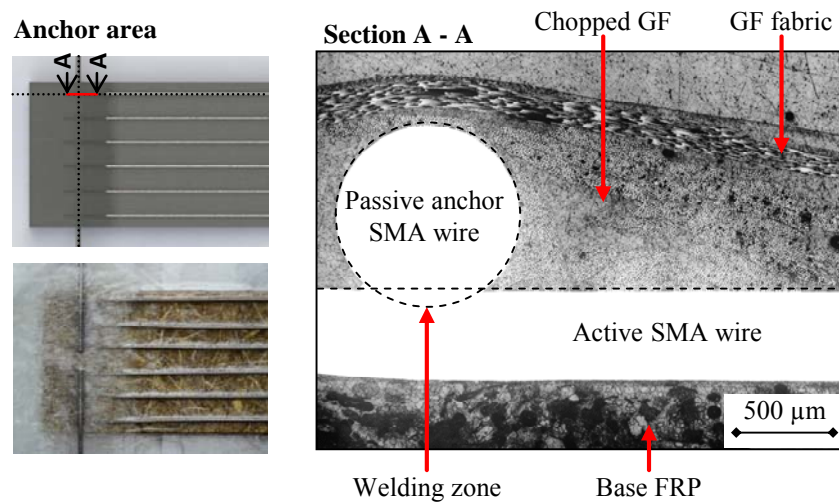 Anchor area
A
A
Section A - A
Chopped GF
GF fabric
Passive anchor
SMA wire
Active SMA wire
500 µm
Welding zone
Base FRP